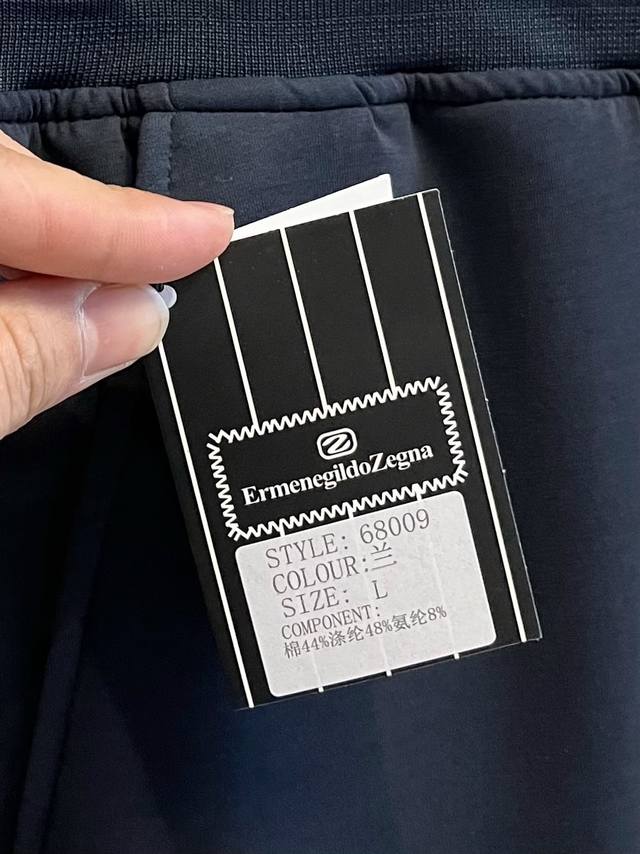 ErmenegildoZegna
STYLE: 68009
COLOUR:兰
SIZE: L
COMPONENT:
棉44%涤纶48%氨纶8%